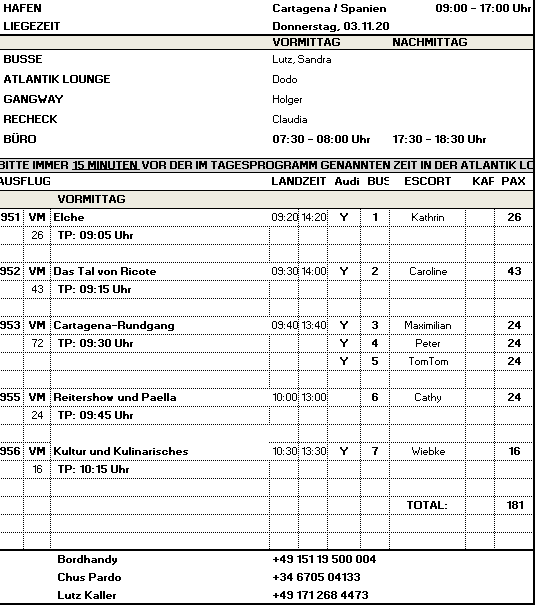 HAFEN Cartagena / Spanien 09:00 - 17:00 Uhr
LIEGEZEIT Donnerstag, 03.11.20
VORMITTAG NACHMITTAG
BUSSE Lutz, Sandra
ATLANTIK LOUNGE Dodo
GANGWAY Holger
RECHECK Claudia
BÜRO 07:30 - 08:00 Uhr 17:30 - 18:30 Uhr
BITTE IMMER 15 MINUTEN VOR DER IM TAGESPROGRAMM GENANNTEN ZEIT IN DER ATLANTIK LO
AUSFLUG LANDZEIT Audi BUS ESCORT KAF PAX
VORMITTAG
951 VM Elche 09:20 14:20 Y 1 Kathrin 26
26 TP: 09:05 Uhr
952 VM Das Tal von Ricote 09:30 14:00 Y 2 Caroline 43
43 TP: 09:15 Uhr
953 VM Cartagena-Rundgang 09:40 13:40 Y 3 Maximilian 24
72 TP: 09:30 Uhr Y 4 Peter 24
Y 5 TomTom 24
955 VM Reitershow und Paella 10:00 13:00 6 Cathy 24
24 TP: 09:45 Uhr
956 VM Kultur und Kulinarisches 10:30 13:30 Y 7 Wiebke 16
16 TP: 10:15 Uhr
TOTAL: 181
Bordhandy +49 151 19 500 004
Chus Pardo +34 6705 04133
Lutz Kaller +49 171 268 4473